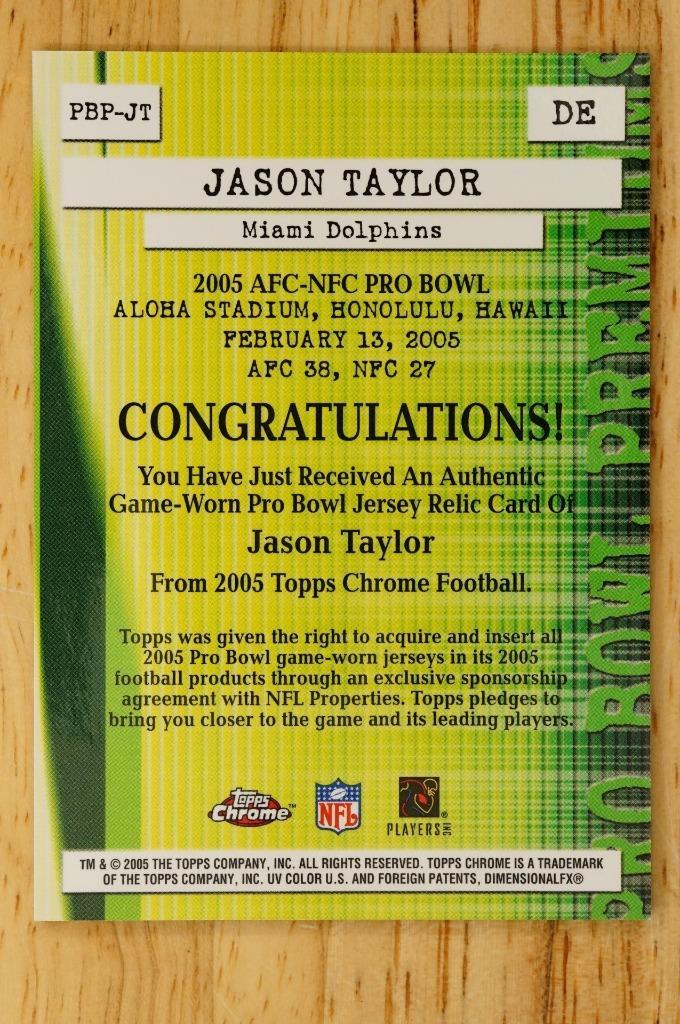 PBP-JT
DE
JASON TAYLOR
Miami Dolphins
2005 AFC-NFC PRO BOWL
ALOHA STADIUM, HONOLULU, HAWAII
FEBRUARY 13, 2005
AFC 38, NFC 27
CONGRATULATIONS!
You Have Just Received An Authentic
Game-Worn Pro Bowl Jersey Relic Card Of
Jason Taylor
From 2005 Topps Chrome Football.
Topps was given the right to acquire and insert all
2005 Pro Bowl game-worn jerseys in its 2005
football products through an exclusive sponsorship
agreement with NFL Properties. Topps pledges to
bring you closer to the game and its leading players.
Topps Chrome™
NFL
PLAYERS INC ®
TM & © 2005 THE TOPPS COMPANY, INC. ALL RIGHTS RESERVED. TOPPS CHROME IS A TRADEMARK
OF THE TOPPS COMPANY, INC. UV COLOR U.S. AND FOREIGN PATENTS, DIMENSIONALFX®
PRO BOWL PREMIUMS